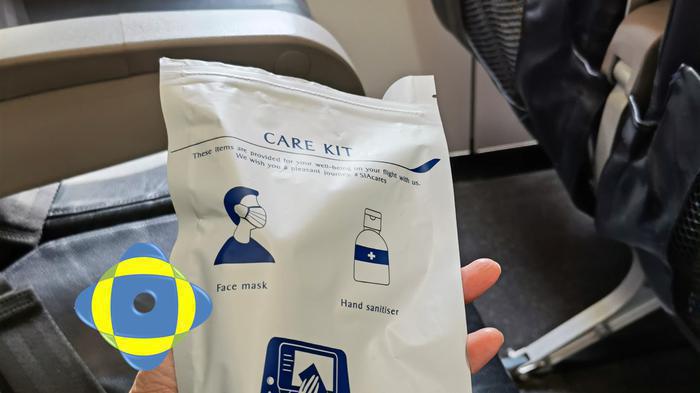 CARE KIT
These items are provided for your well-being on your flight with us.
We wish you a pleasant journey. #SIAcares
Face mask
Hand sanitiser